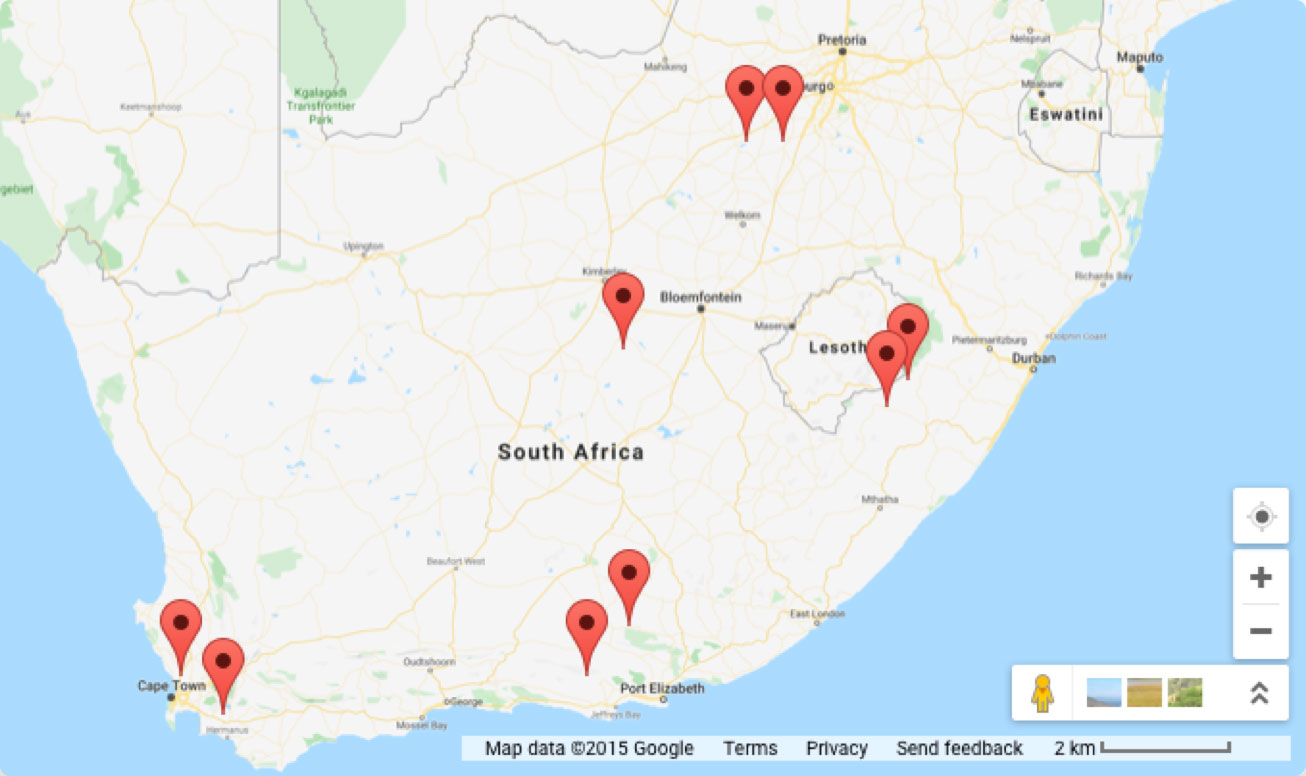 Pretoria
Nelspruit
Maputo
Mahikeng
Kgalagadi
Transfrontier
Park
urgo
Mbabane
Keetmanshoop
Aus
Eswatini
gebiet
Welkom
Upington
Kimberley
Richards Bay
Bloemfontein
Maseru
Lesoth
Pietermaritzburg
Dolphin Coast
Durban
South Africa
Mthatha
Beaufort West
East London
Oudtshoorn
Cape Town
Port Elizabeth
George
Jeffreys Bay
Mossel Bay
Hermanus
Map data ©2015 Google Terms Privacy Send feedback 2 km